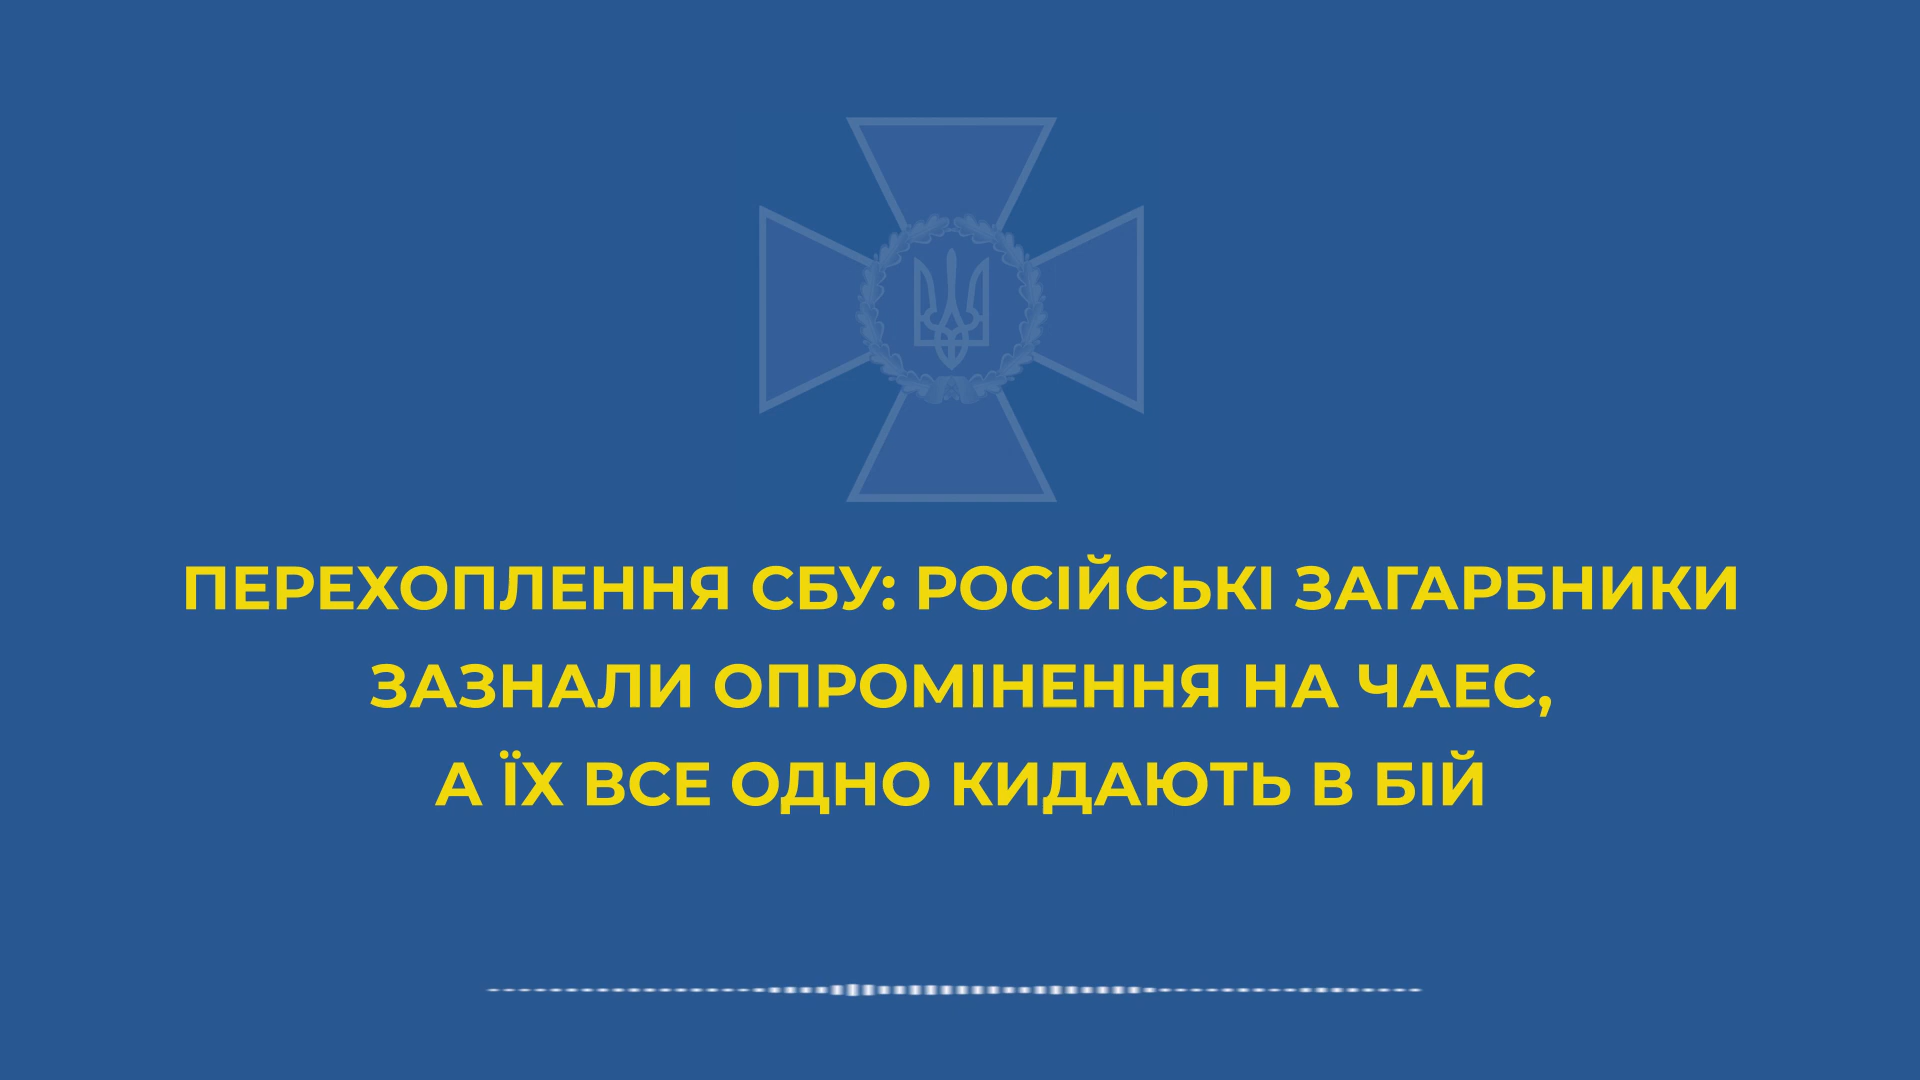 ПЕРЕХОПЛЕННЯ СБУ: РОСІЙСЬКІ ЗАГАРБНИКИ
ЗАЗНАЛИ ОПРОМІНЕННЯ НА ЧАЕС,
А ЇХ ВСЕ ОДНО КИДАЮТЬ В БІЙ